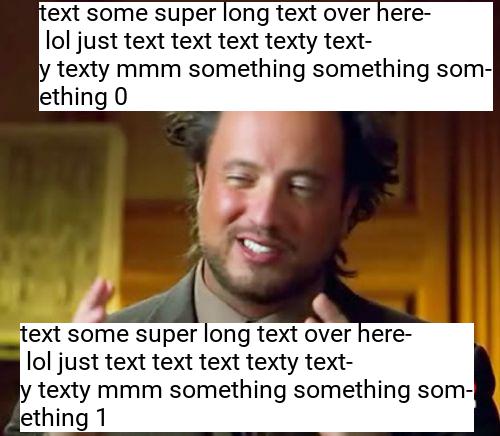 text some super long text over here-
lol just text text text texty text-
y texty mmm something something som-
ething 0
text some super long text over here-
lol just text text text texty text-
y texty mmm something something som-
ething 1